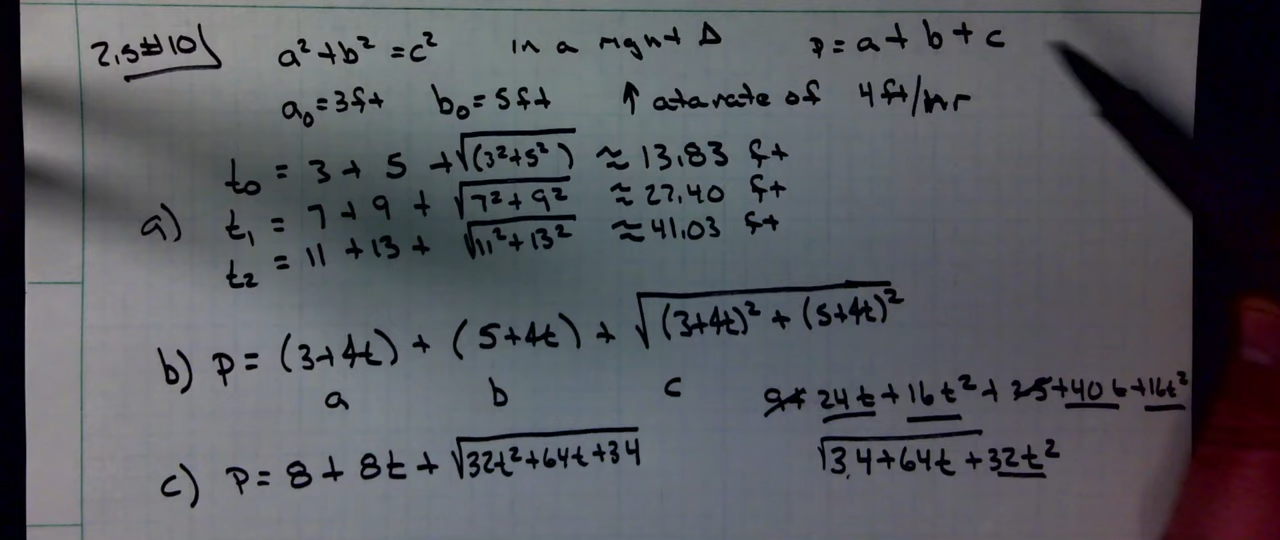 2.5#10) a²+b²=c² in a right Δ P=a+b+c
a₀=3ft b₀=5ft ↑ at a rate of 4ft/hr
t₀ = 3 + 5 + √(3²+5²) ≈ 13.83 ft
a) t₁ = 7 + 9 + √7²+9² ≈ 27.40 ft
t₂ = 11 + 13 + √11²+13² ≈ 41.03 ft
b) P = (3+4t) + (5+4t) + √(3+4t)² + (5+4t)²
a b c
9+ 24t+16t²+25+40t+16t²
c) P= 8 + 8t + √32t²+64t+34
√34+64t+32t²